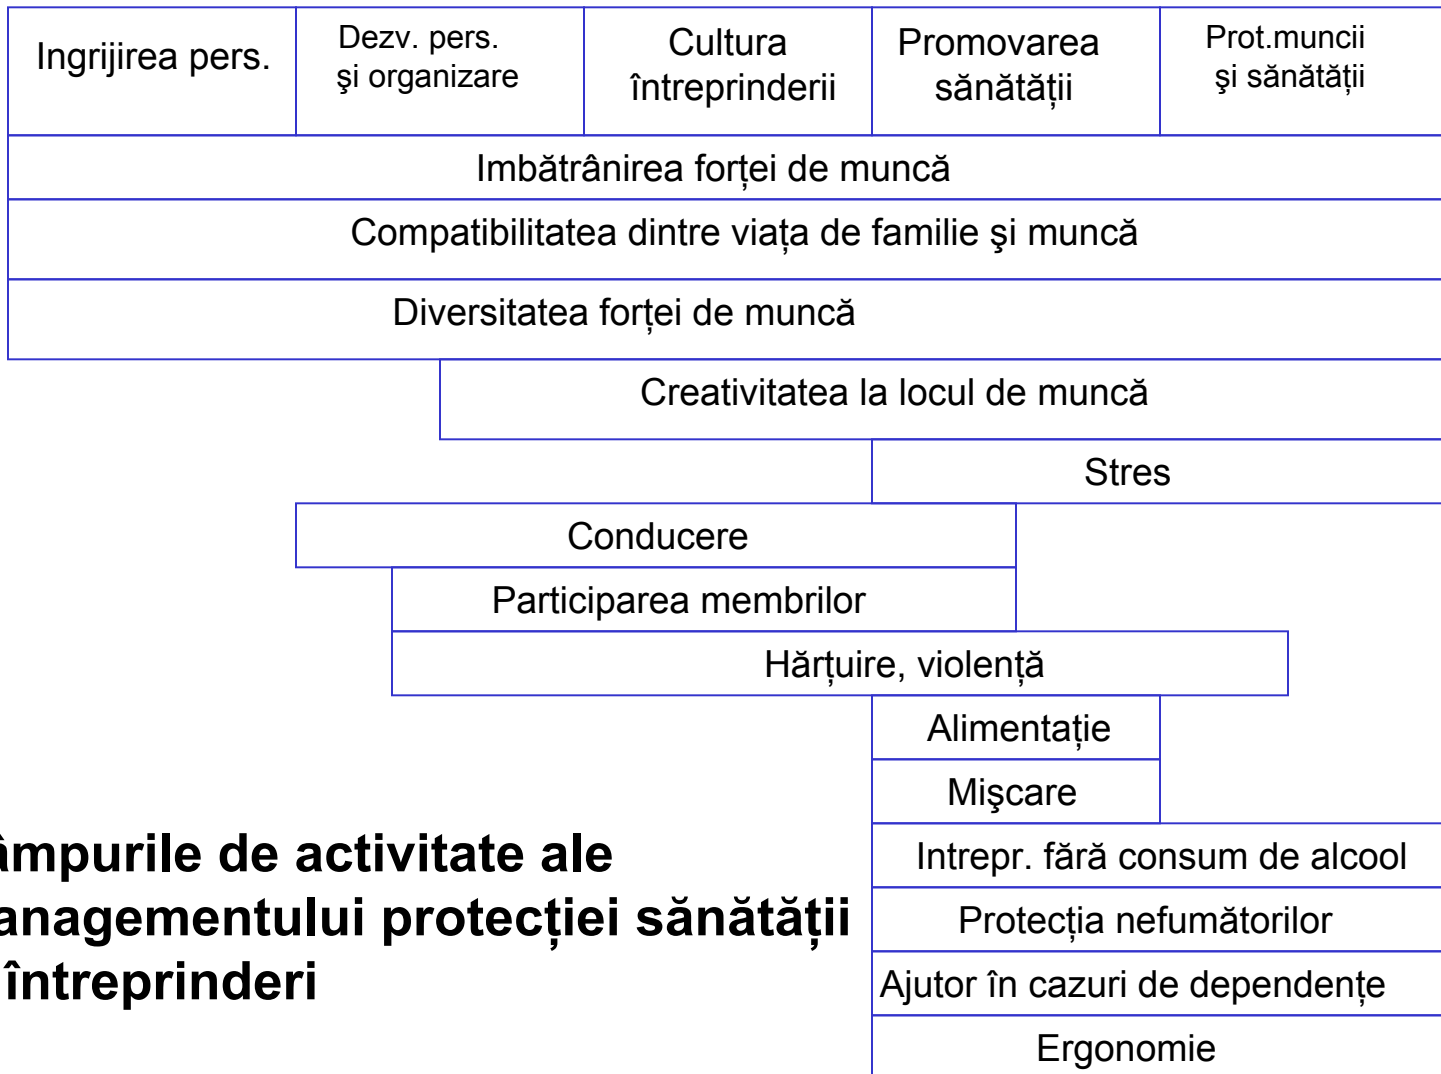 Ingrijirea pers.
Dezv. pers.
şi organizare
Cultura
întreprinderii
Promovarea
sănătății
Prot.muncii
şi sănătății
Imbătrânirea forței de muncă
Compatibilitatea dintre viața de familie şi muncă
Diversitatea forței de muncă
Creativitatea la locul de muncă
Stres
Conducere
Participarea membrilor
Hărțuire, violență
Alimentație
Mişcare
Intrepr. fără consum de alcool
Protecția nefumătorilor
Ajutor în cazuri de dependențe
Ergonomie
âmpurile de activitate ale
anagementului protecției sănătății
întreprinderi